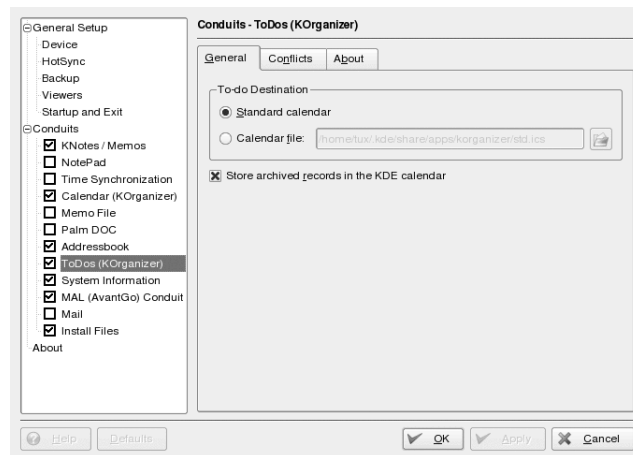 General Setup
Device
HotSync
Backup
Viewers
Startup and Exit
Conduits
KNotes / Memos
NotePad
Time Synchronization
Calendar (KOrganizer)
Memo File
Palm DOC
Addressbook
ToDos (KOrganizer)
System Information
MAL (AvantGo) Conduit
Mail
Install Files
About
Conduits - ToDos (KOrganizer)
General Conflicts About
To-do Destination
Standard calendar
Calendar file: /home/tux/.kde/share/apps/korganizer/std.ics
Store archived records in the KDE calendar
Help Defaults OK Apply Cancel